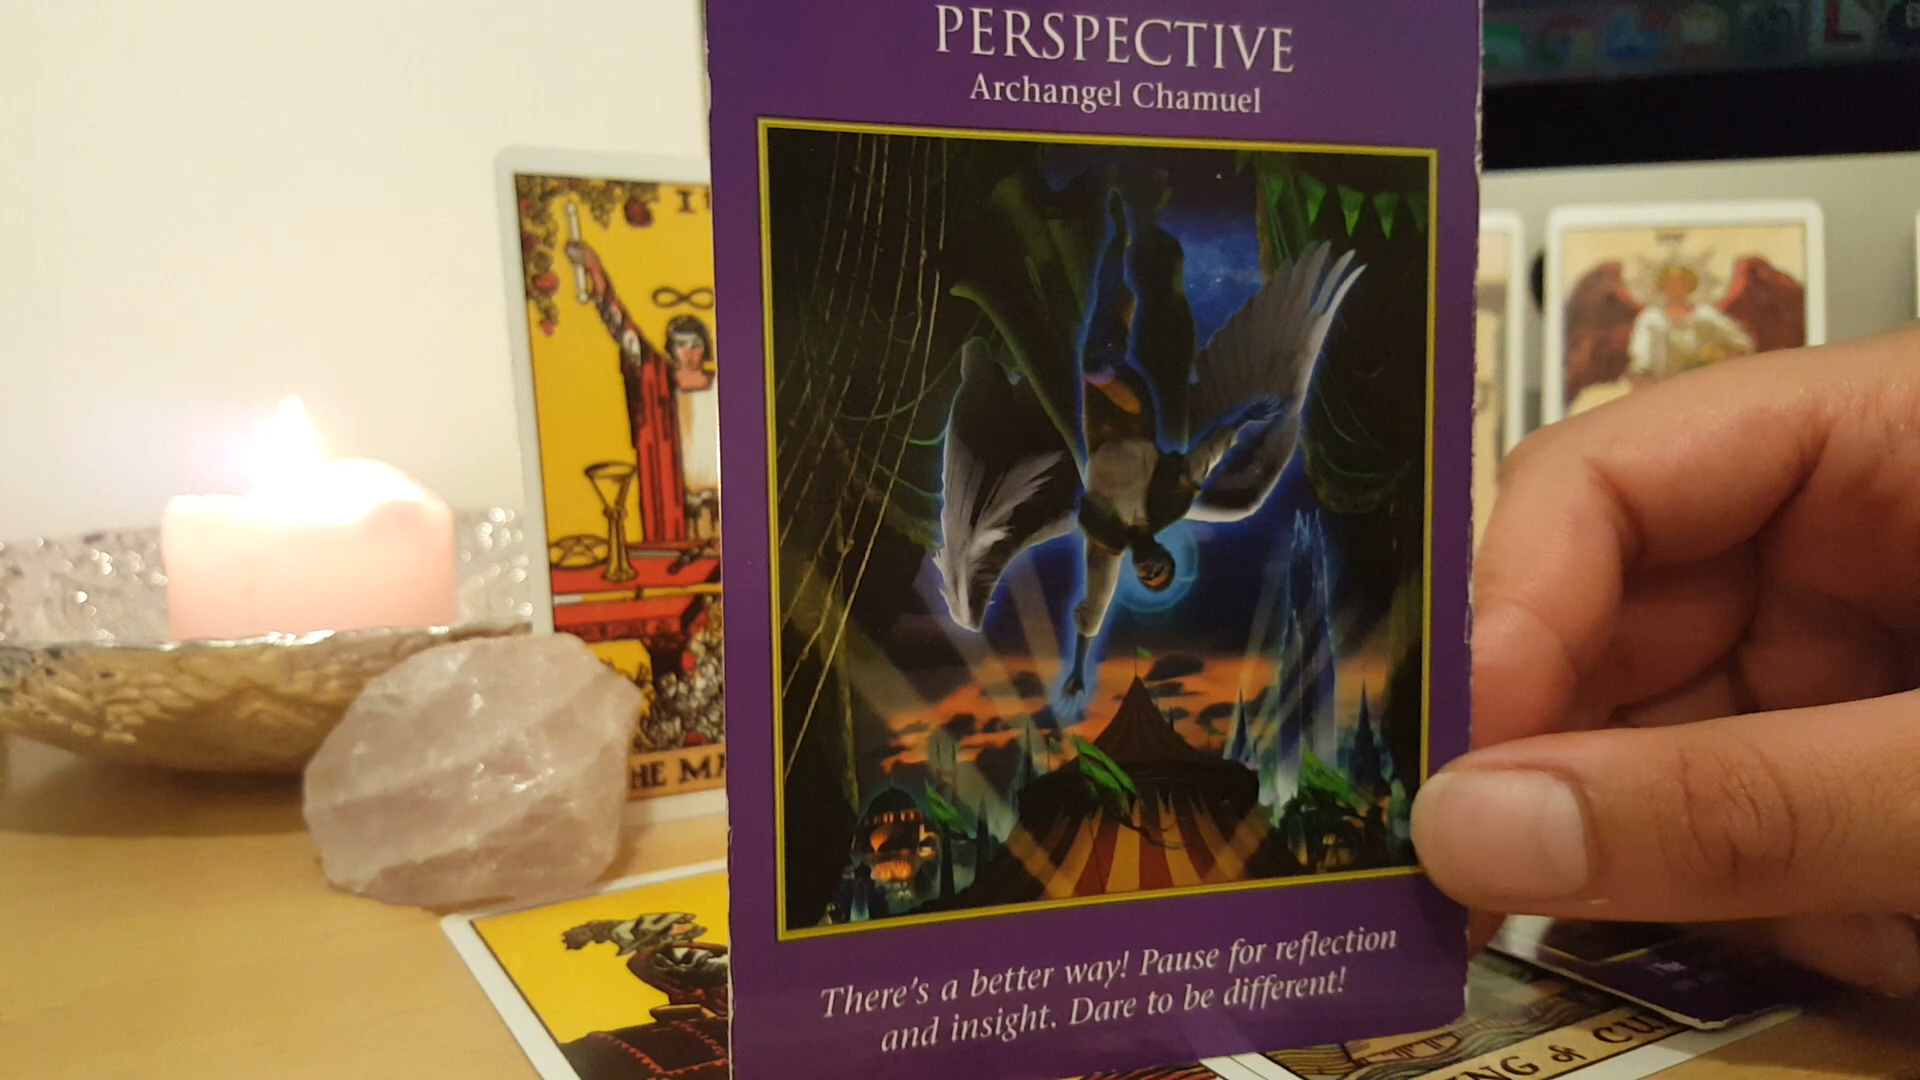 PERSPECTIVE
Archangel Chamuel
There's a better way! Pause for reflection
and insight. Dare to be different!
HE MA
NG of CU